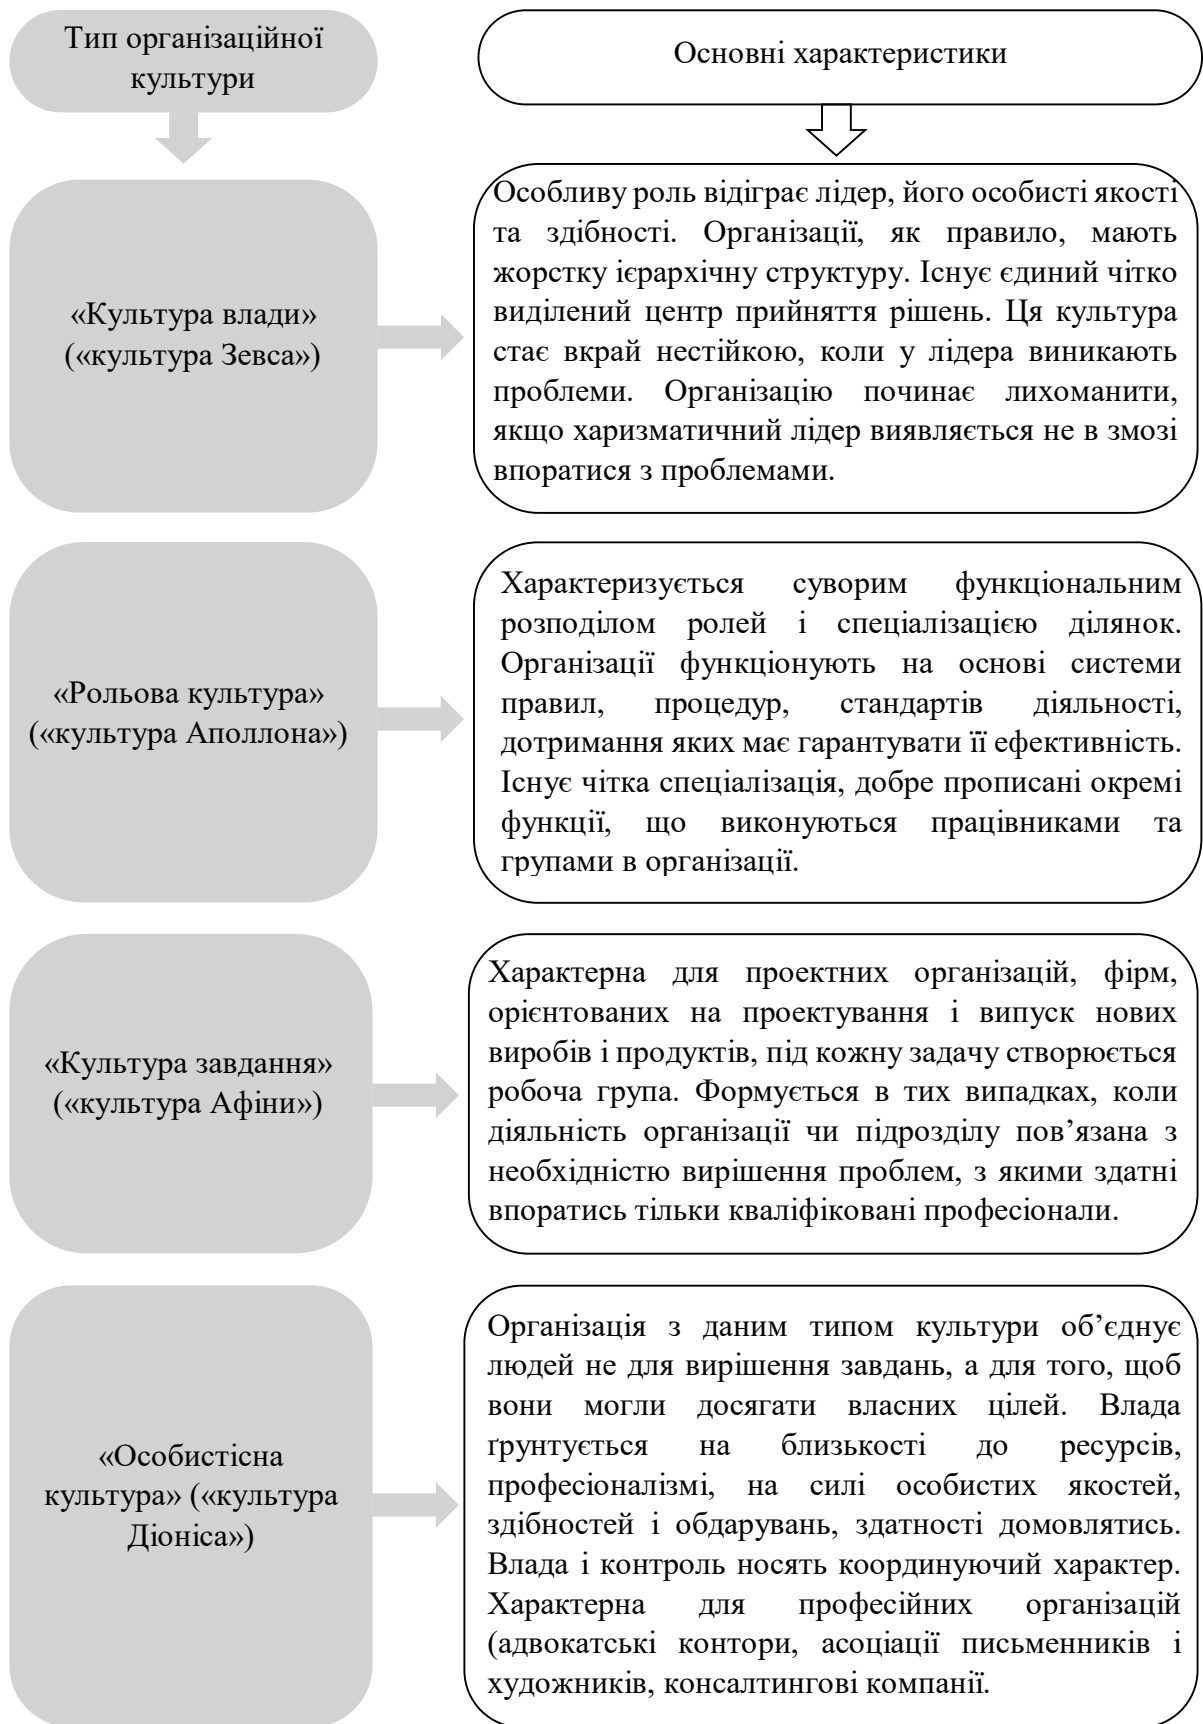 Тип організаційної
культури
Основні характеристики
«Культура влади»
(«культура Зевса»)
Особливу роль відіграє лідер, його особисті якості
та здібності. Організації, як правило, мають
жорстку ієрархічну структуру. Існує єдиний чітко
виділений центр прийняття рішень. Ця культура
стає вкрай нестійкою, коли у лідера виникають
проблеми. Організацію починає лихоманити,
якщо харизматичний лідер виявляється не в змозі
впоратися з проблемами.
«Рольова культура»
(«культура Аполлона»)
Характеризується суворим функціональним
розподілом ролей і спеціалізацією ділянок.
Організації функціонують на основі системи
правил, процедур, стандартів діяльності,
дотримання яких має гарантувати її ефективність.
Існує чітка спеціалізація, добре прописані окремі
функції, що виконуються працівниками та
групами в організації.
«Культура завдання»
(«культура Афіни»)
Характерна для проектних організацій, фірм,
орієнтованих на проектування і випуск нових
виробів і продуктів, під кожну задачу створюється
робоча група. Формується в тих випадках, коли
діяльність організації чи підрозділу пов’язана з
необхідністю вирішення проблем, з якими здатні
впоратись тільки кваліфіковані професіонали.
«Особистісна
культура» («культура
Діоніса»)
Організація з даним типом культури об’єднує
людей не для вирішення завдань, а для того, щоб
вони могли досягати власних цілей. Влада
ґрунтується на близькості до ресурсів,
професіоналізмі, на силі особистих якостей,
здібностей і обдарувань, здатності домовлятись.
Влада і контроль носять координуючий характер.
Характерна для професійних організацій
(адвокатські контори, асоціації письменників і
художників, консалтингові компанії.